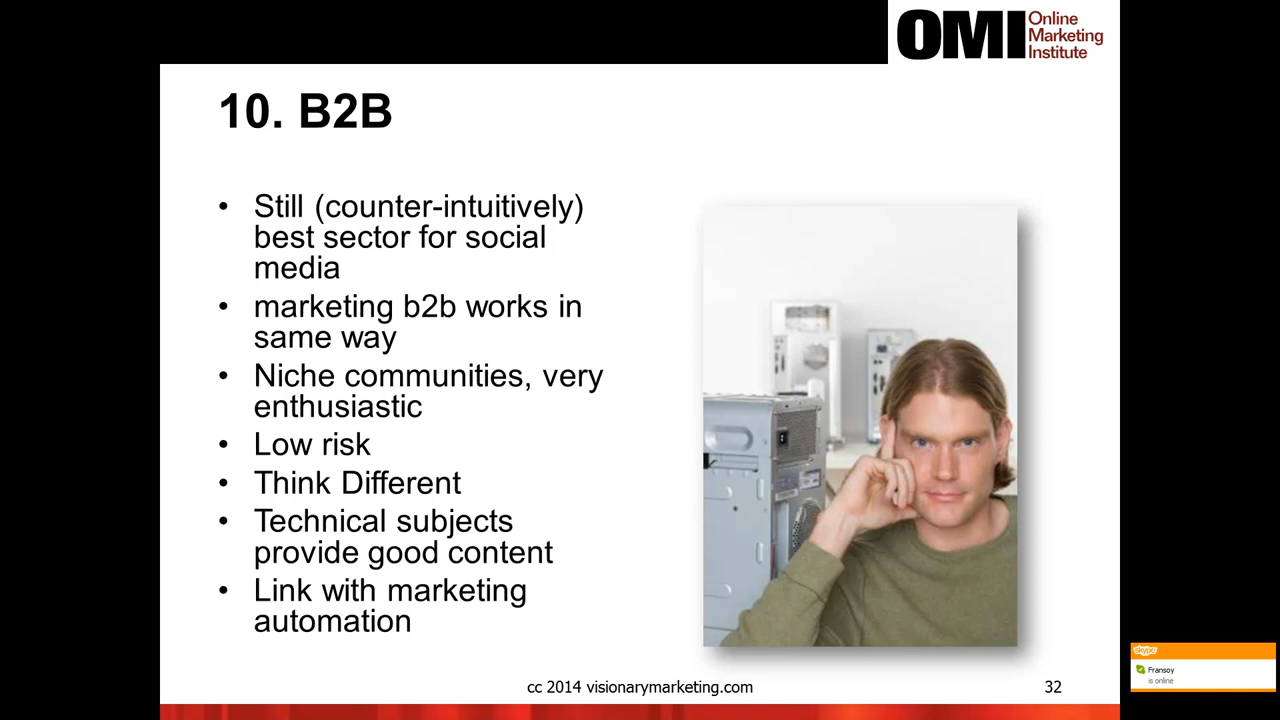 OMI Online
Marketing
Institute
10. B2B
• Still (counter-intuitively)
best sector for social
media
• marketing b2b works in
same way
• Niche communities, very
enthusiastic
• Low risk
• Think Different
• Technical subjects
provide good content
• Link with marketing
automation
cc 2014 visionarymarketing.com
32
skype
Fransoy
is online